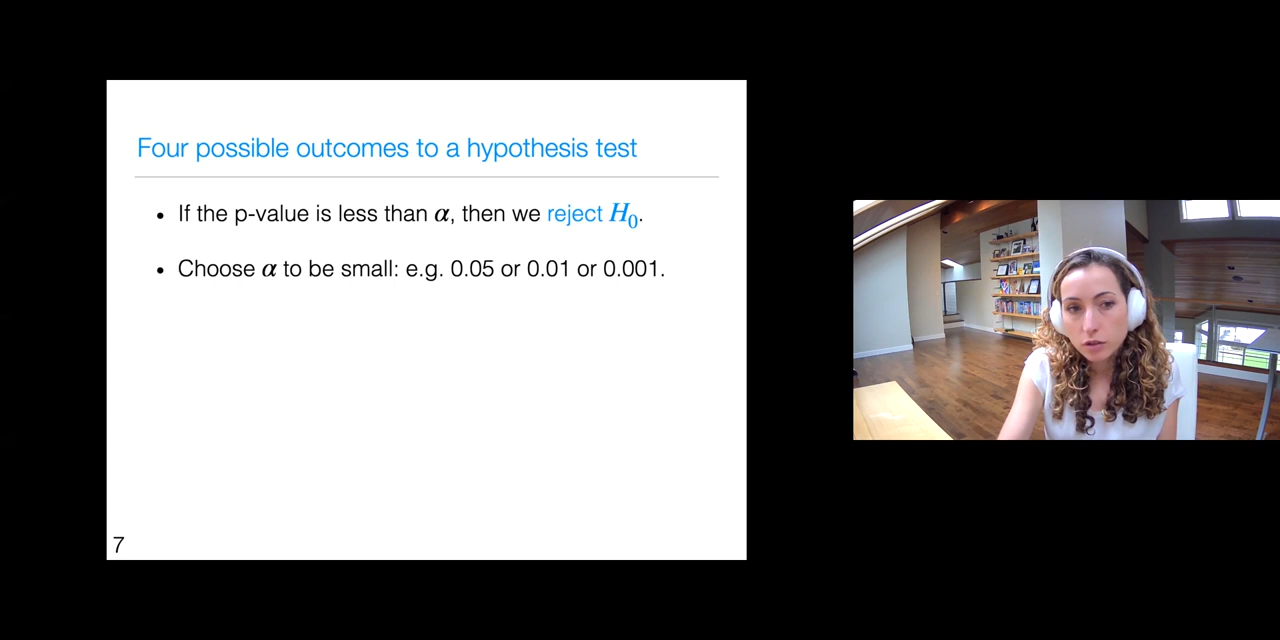 Four possible outcomes to a hypothesis test
• If the p-value is less than α, then we reject H₀.
• Choose α to be small: e.g. 0.05 or 0.01 or 0.001.
7